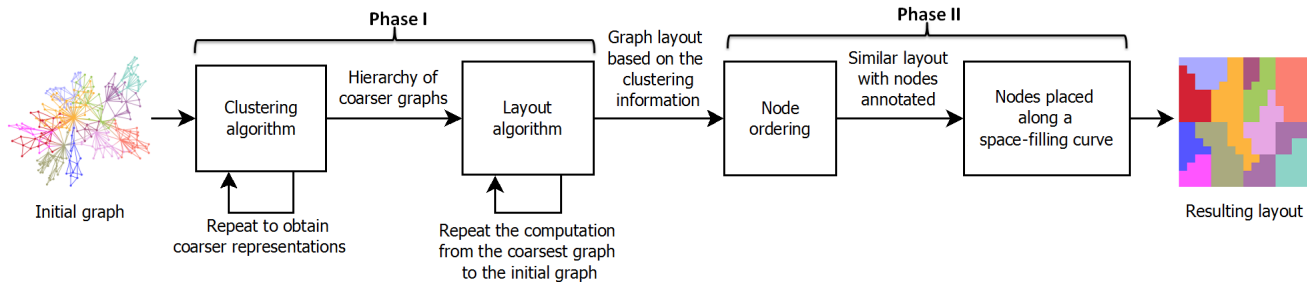 Phase I
Phase II
Initial graph
Clustering
algorithm
Repeat to obtain
coarser representations
Hierarchy of
coarser graphs
Layout
algorithm
Repeat the computation
from the coarsest graph
to the initial graph
Graph layout
based on the
clustering
information
Node
ordering
Similar layout
with nodes
annotated
Nodes placed
along a
space-filling curve
Resulting layout